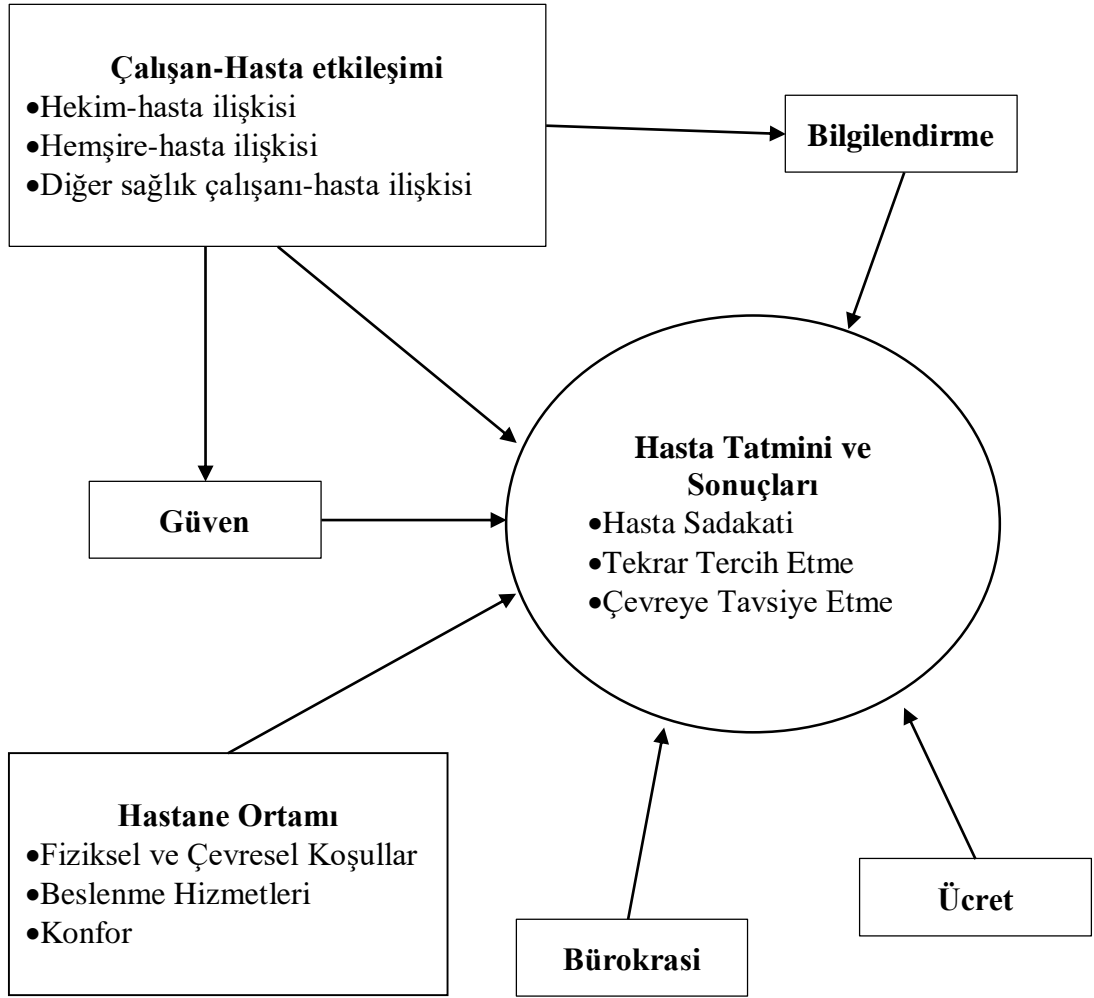 Çalışan-Hasta etkileşimi
•Hekim-hasta ilişkisi
•Hemşire-hasta ilişkisi
•Diğer sağlık çalışanı-hasta ilişkisi
Bilgilendirme
Hasta Tatmini ve
Sonuçları
•Hasta Sadakati
•Tekrar Tercih Etme
•Çevreye Tavsiye Etme
Güven
Hastane Ortamı
•Fiziksel ve Çevresel Koşullar
•Beslenme Hizmetleri
•Konfor
Bürokrasi
Ücret